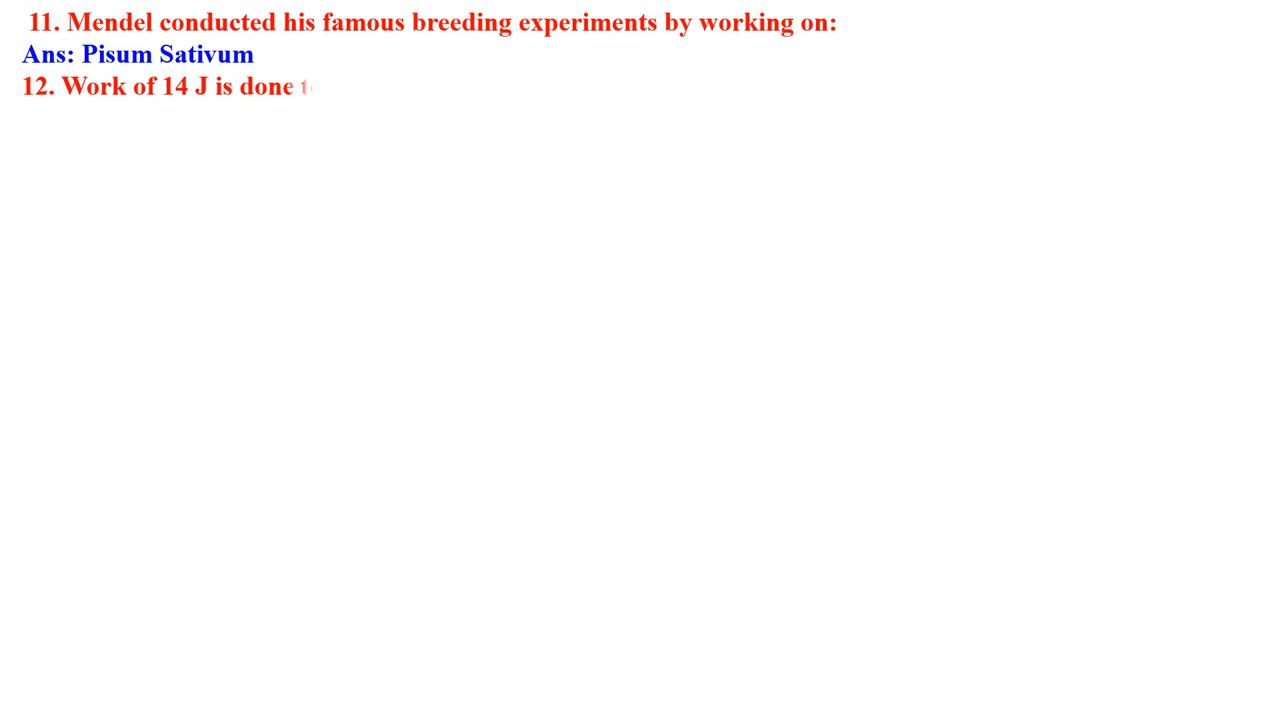 11. Mendel conducted his famous breeding experiments by working on:
Ans: Pisum Sativum
12. Work of 14 J is done